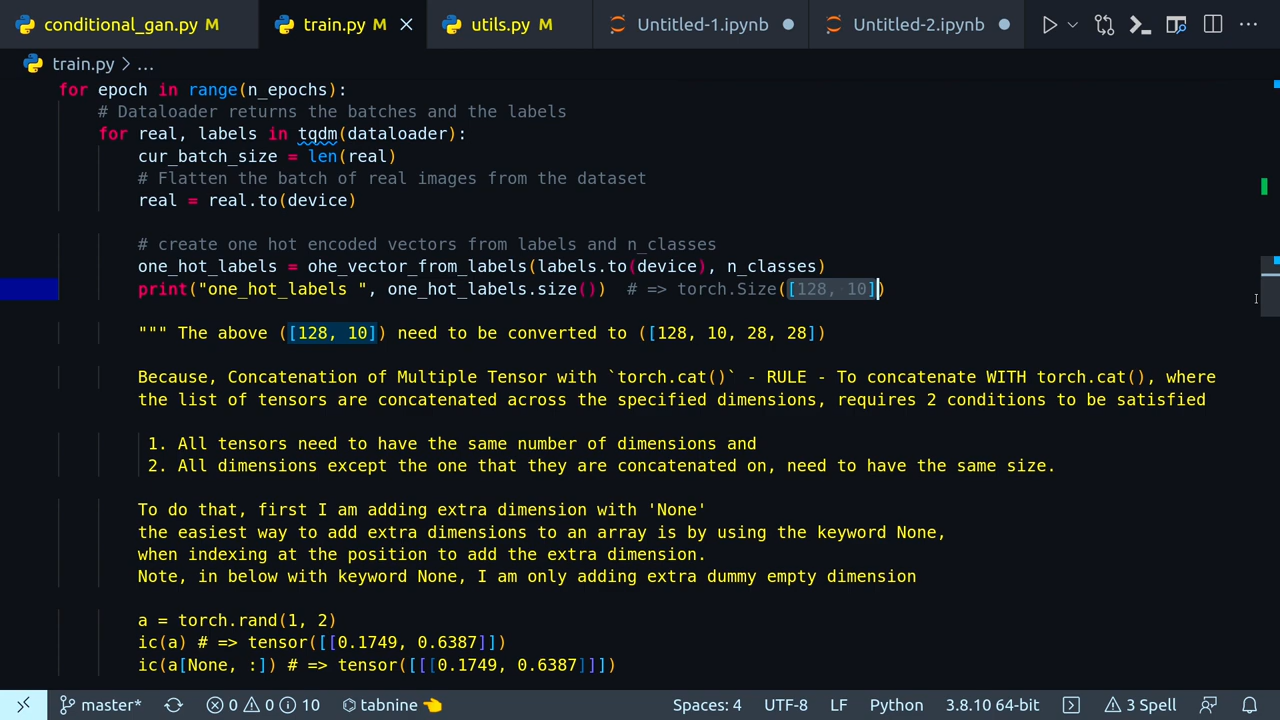 conditional_gan.py M train.py M utils.py M Untitled-1.ipynb Untitled-2.ipynb
train.py > ...
for epoch in range(n_epochs):
# Dataloader returns the batches and the labels
for real, labels in tqdm(dataloader):
cur_batch_size = len(real)
# Flatten the batch of real images from the dataset
real = real.to(device)
# create one hot encoded vectors from labels and n_classes
one_hot_labels = ohe_vector_from_labels(labels.to(device), n_classes)
print("one_hot_labels ", one_hot_labels.size())  # => torch.Size([128, 10])
""" The above ([128, 10]) need to be converted to ([128, 10, 28, 28])
Because, Concatenation of Multiple Tensor with `torch.cat()` - RULE - To concatenate WITH torch.cat(), where
the list of tensors are concatenated across the specified dimensions, requires 2 conditions to be satisfied
1. All tensors need to have the same number of dimensions and
2. All dimensions except the one that they are concatenated on, need to have the same size.
To do that, first I am adding extra dimension with 'None'
the easiest way to add extra dimensions to an array is by using the keyword None,
when indexing at the position to add the extra dimension.
Note, in below with keyword None, I am only adding extra dummy empty dimension
a = torch.rand(1, 2)
ic(a) # => tensor([[0.1749, 0.6387]])
ic(a[None, :]) # => tensor([[[0.1749, 0.6387]]])
master* 0 0 10 tabnine Spaces: 4 UTF-8 LF Python 3.8.10 64-bit 3 Spell